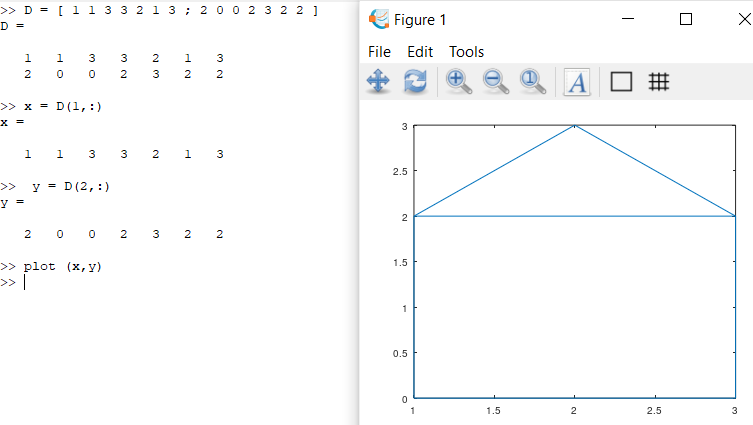 >> D = [ 1 1 3 3 2 1 3 ; 2 0 0 2 3 2 2 ]
D =
1 1 3 3 2 1 3
2 0 0 2 3 2 2
>> x = D(1,:)
x =
1 1 3 3 2 1 3
>>  y = D(2,:)
y =
2 0 0 2 3 2 2
>> plot (x,y)
>>
Figure 1
File Edit Tools
A
3
2.5
2
1.5
1
0.5
0
1 1.5 2 2.5 3